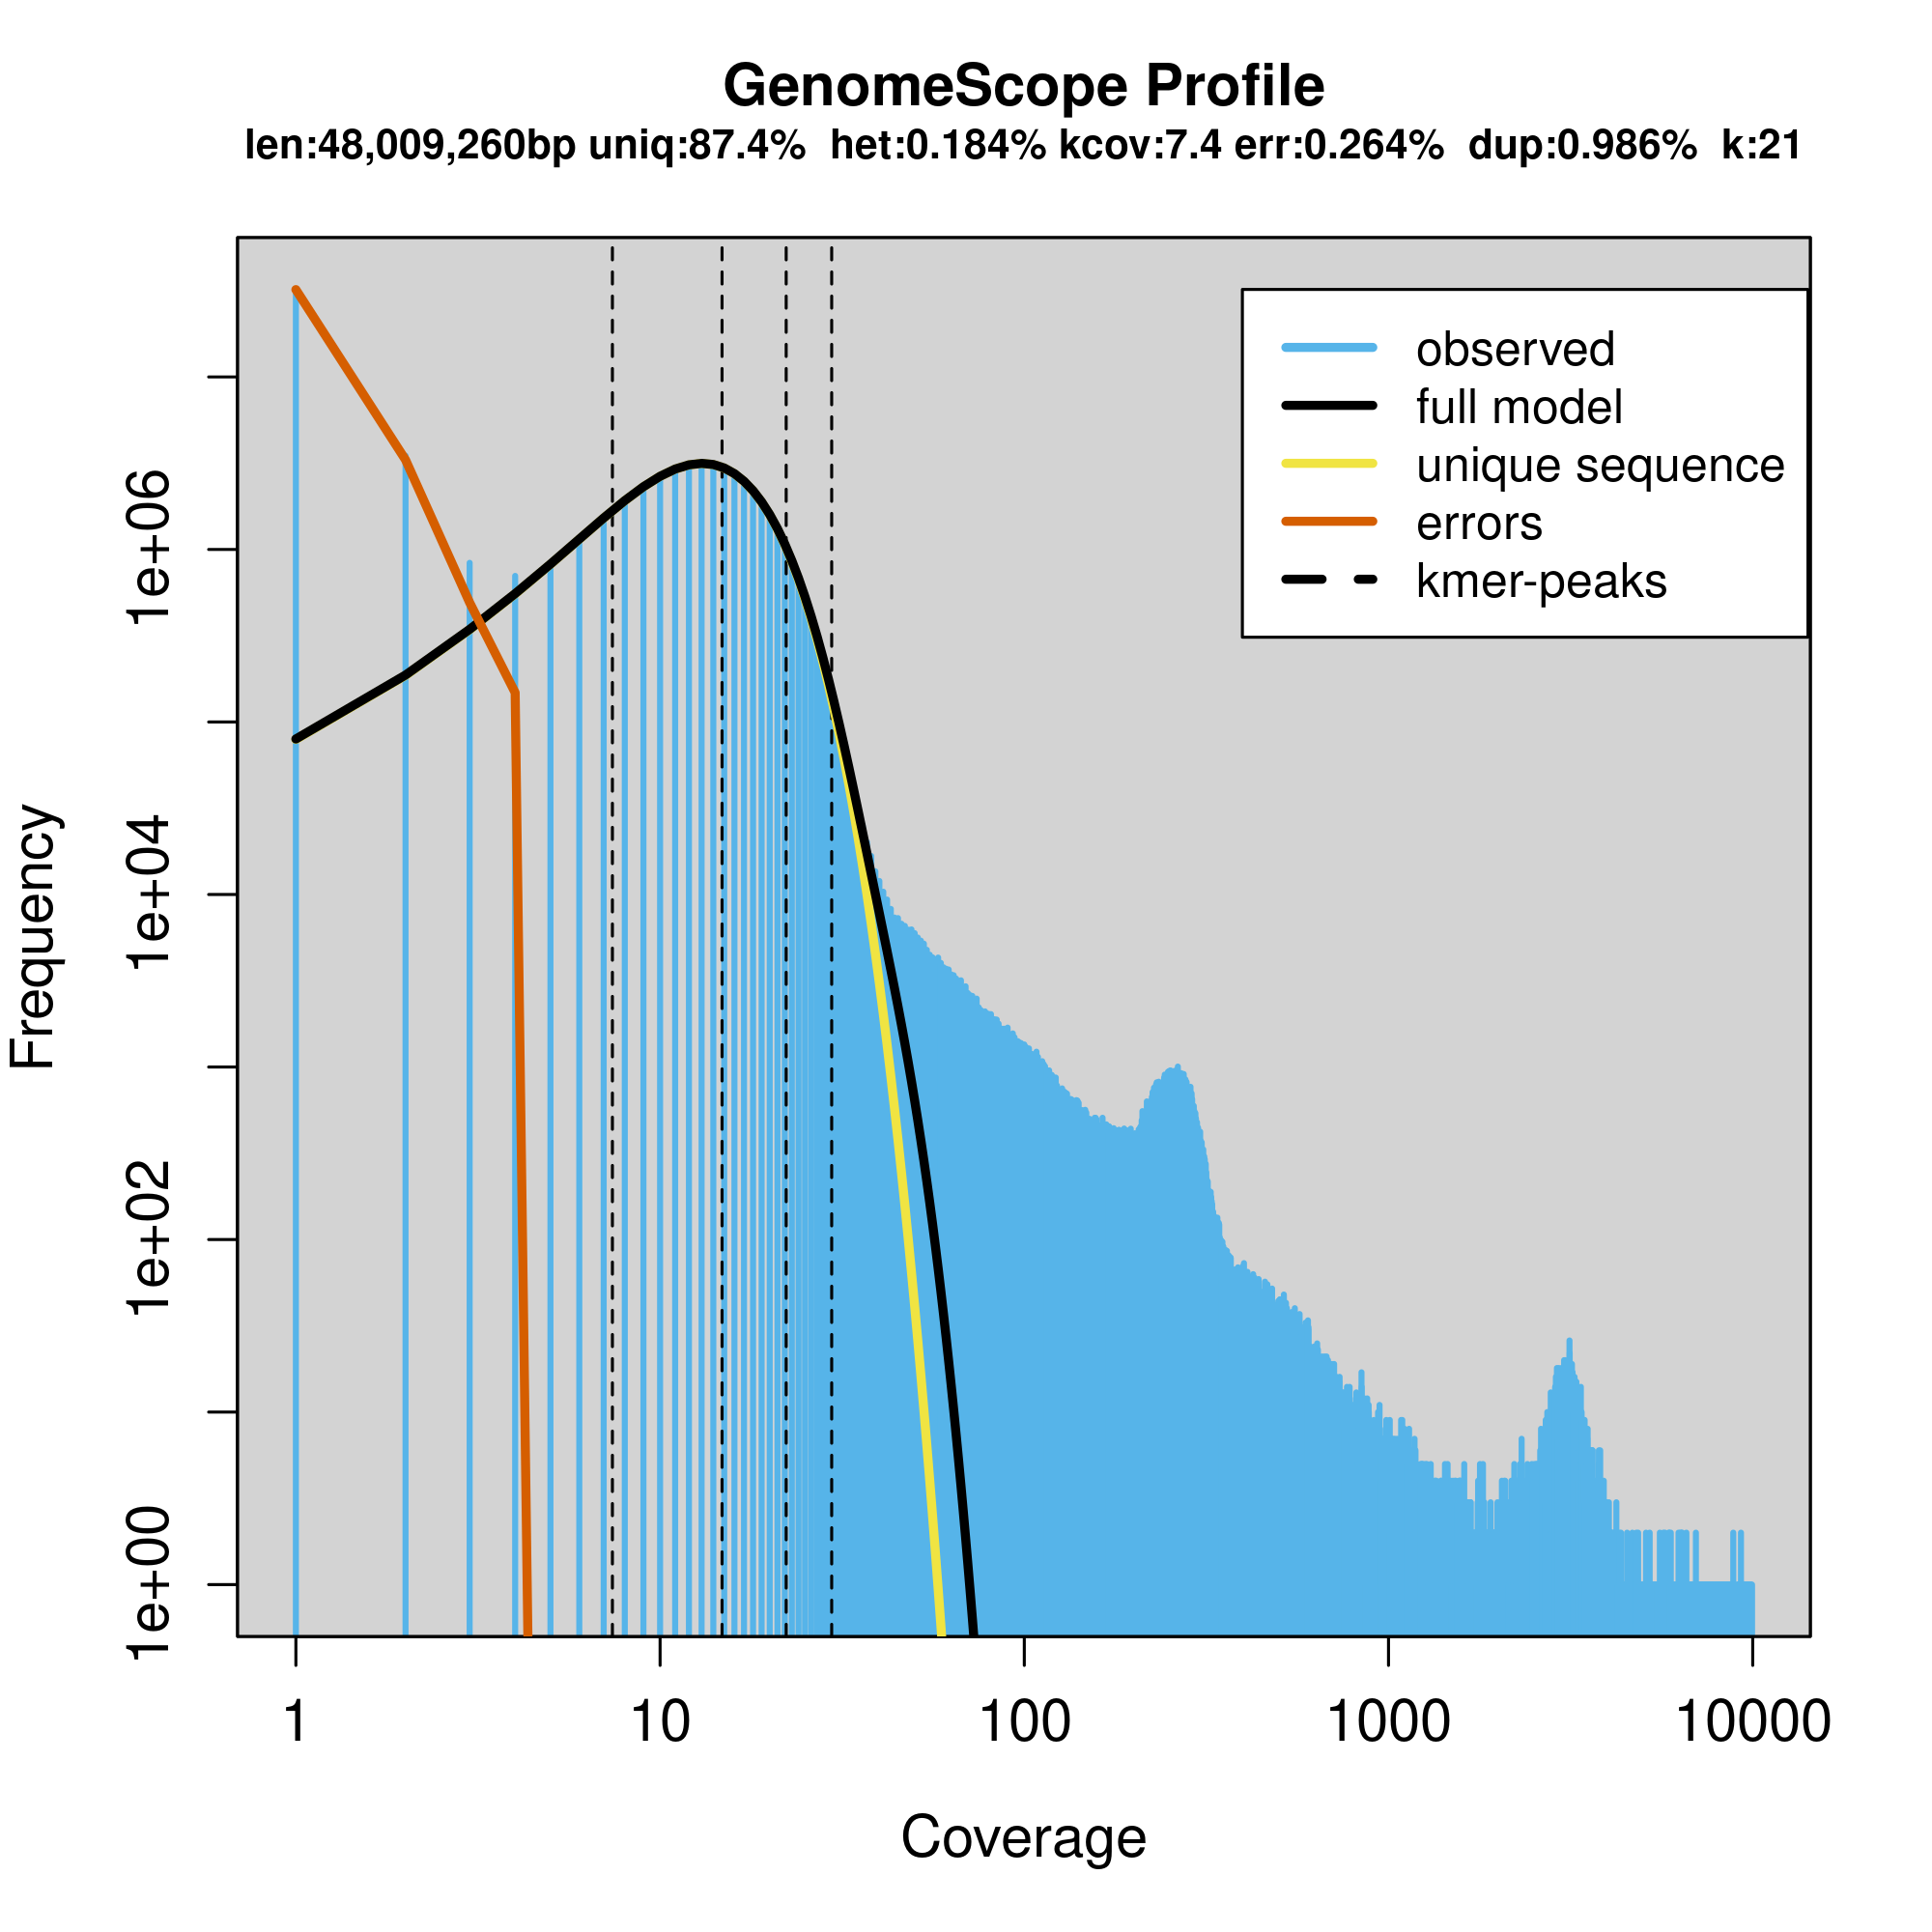 GenomeScope Profile
len:48,009,260bp uniq:87.4% het:0.184% kcov:7.4 err:0.264% dup:0.986% k:21
observed
full model
unique sequence
errors
kmer-peaks
Frequency
1e+06
1e+04
1e+02
1e+00
1 10 100 1000 10000
Coverage